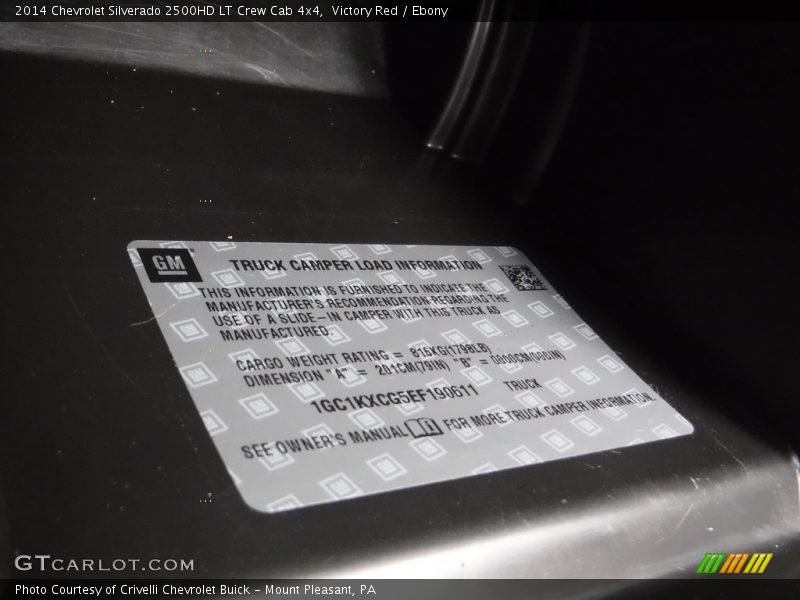 2014 Chevrolet Silverado 2500HD LT Crew Cab 4x4, Victory Red / Ebony
GM
TRUCK CAMPER LOAD INFORMATION
THIS INFORMATION IS FURNISHED TO INDICATE THE
MANUFACTURER'S RECOMMENDATION REGARDING THE
USE OF A SLIDE-IN CAMPER WITH THIS TRUCK AS
MANUFACTURED.
CARGO WEIGHT RATING = 816KG(1798LB)
DIMENSION "A" = 201CM(79IN) "B" = 0000CM(000IN)
1GC1KXCG5EF190611 TRUCK
SEE OWNER'S MANUAL i FOR MORE TRUCK CAMPER INFORMATION.
GTCARLOT.COM
Photo Courtesy of Crivelli Chevrolet Buick - Mount Pleasant, PA